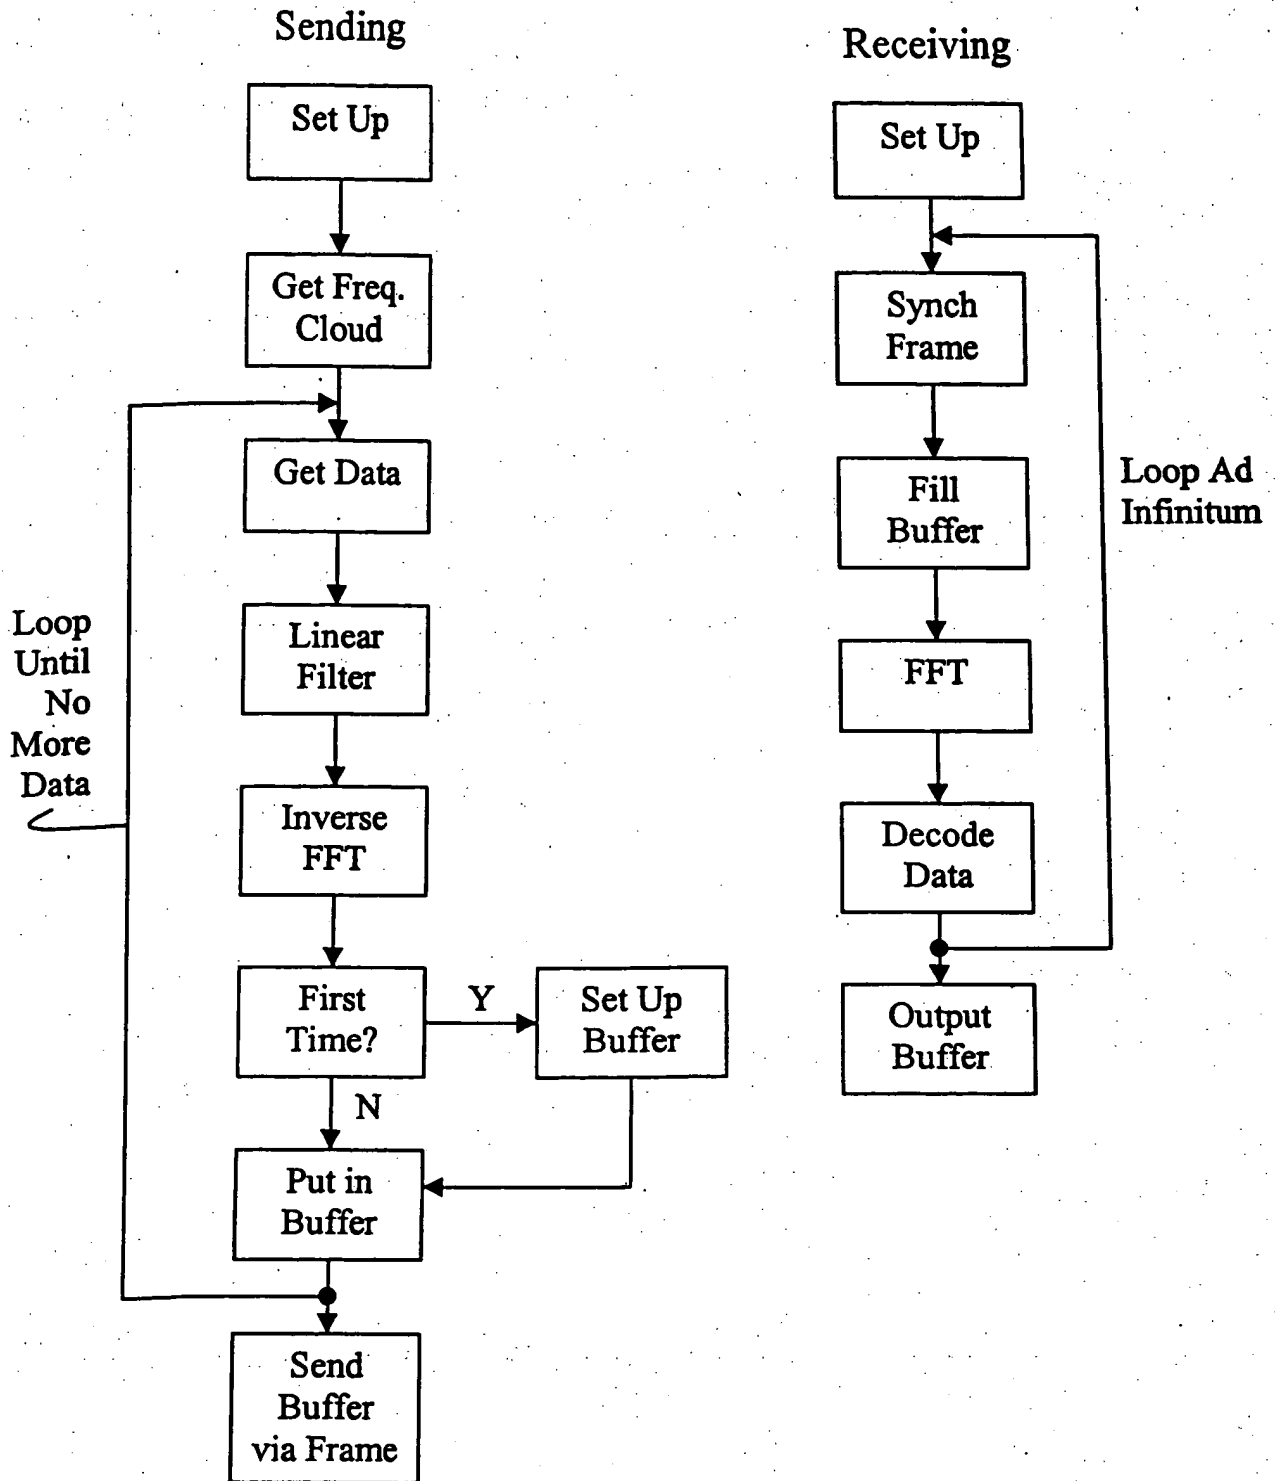 Sending
Set Up
Get Freq.
Cloud
Get Data
Linear
Filter
Inverse
FFT
First
Time?
Y
Set Up
Buffer
N
Put in
Buffer
Send
Buffer
via Frame
Loop
Until
No
More
Data
Receiving
Set Up
Synch
Frame
Fill
Buffer
FFT
Decode
Data
Output
Buffer
Loop Ad
Infinitum